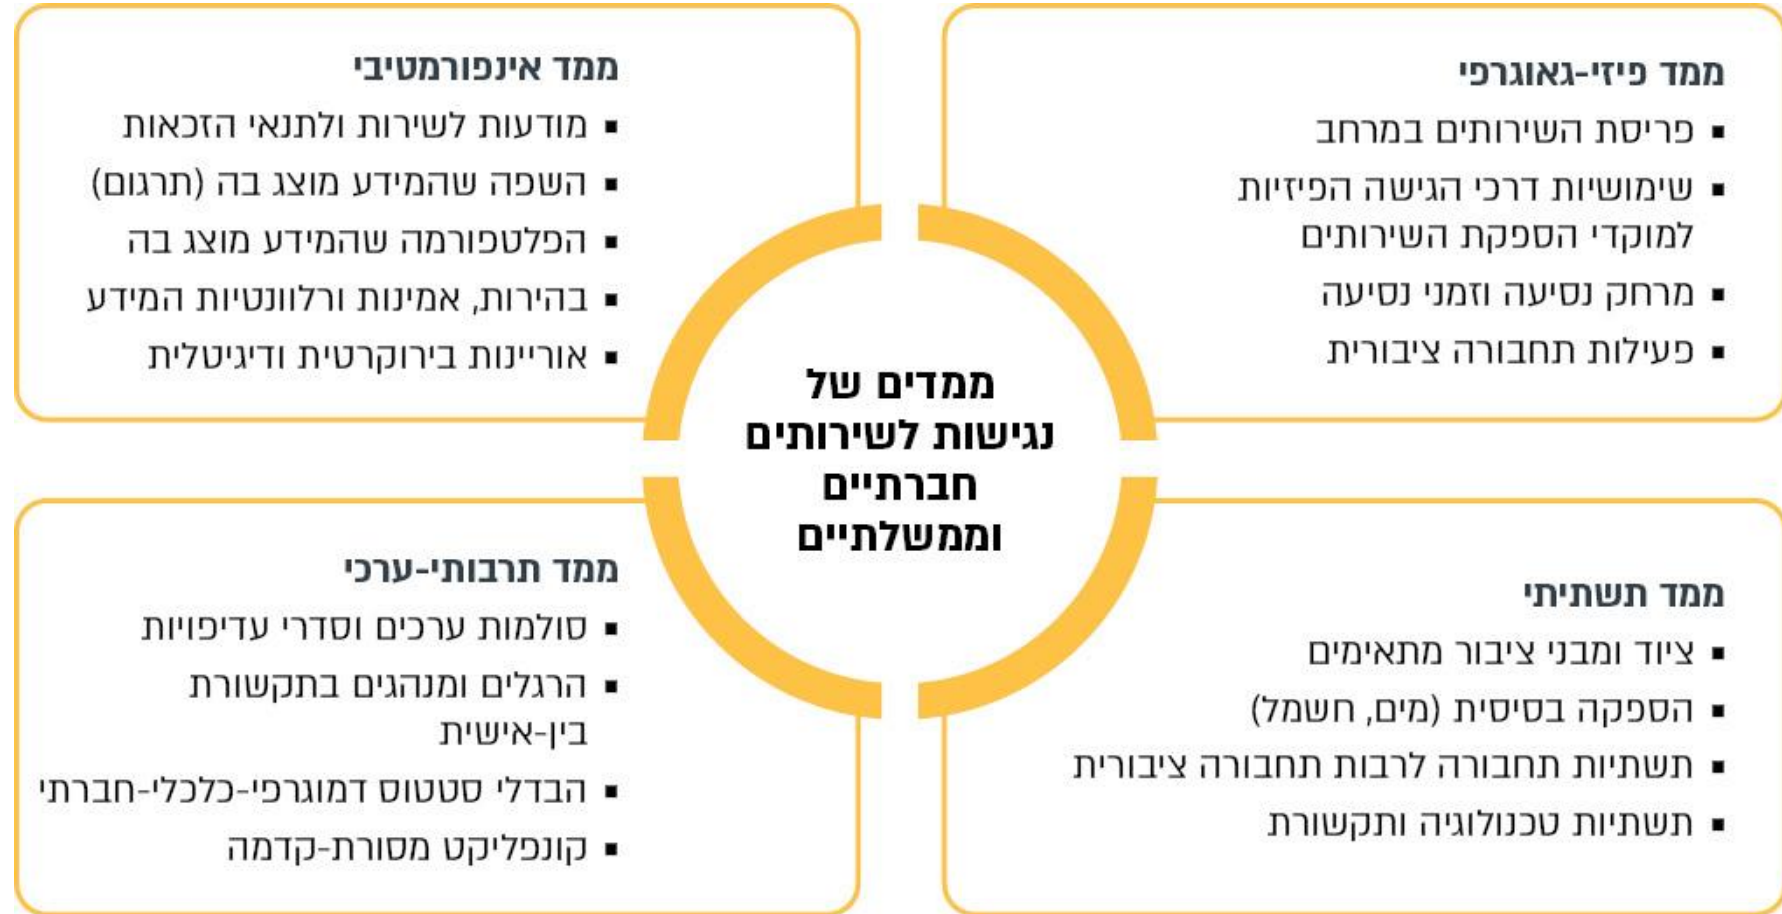 ממד פיזי-גאוגרפי
▪ פריסת השירותים במרחב
▪ שימושיות דרכי הגישה הפיזיות
למוקדי הספקת השירותים
▪ מרחק נסיעה וזמני נסיעה
▪ פעילות תחבורה ציבורית
ממד אינפורמטיבי
▪ מודעות לשירות ולתנאי הזכאות
▪ השפה שהמידע מוצג בה (תרגום)
▪ הפלטפורמה שהמידע מוצג בה
▪ בהירות, אמינות ורלוונטיות המידע
▪ אוריינות בירוקרטית ודיגיטלית
ממדים של
נגישות לשירותים
חברתיים
וממשלתיים
ממד תשתיתי
▪ ציוד ומבני ציבור מתאימים
▪ הספקה בסיסית (מים, חשמל)
▪ תשתיות תחבורה לרבות תחבורה ציבורית
▪ תשתיות טכנולוגיה ותקשורת
ממד תרבותי-ערכי
▪ סולמות ערכים וסדרי עדיפויות
▪ הרגלים ומנהגים בתקשורת
בין-אישית
▪ הבדלי סטטוס דמוגרפי-כלכלי-חברתי
▪ קונפליקט מסורת-קדמה